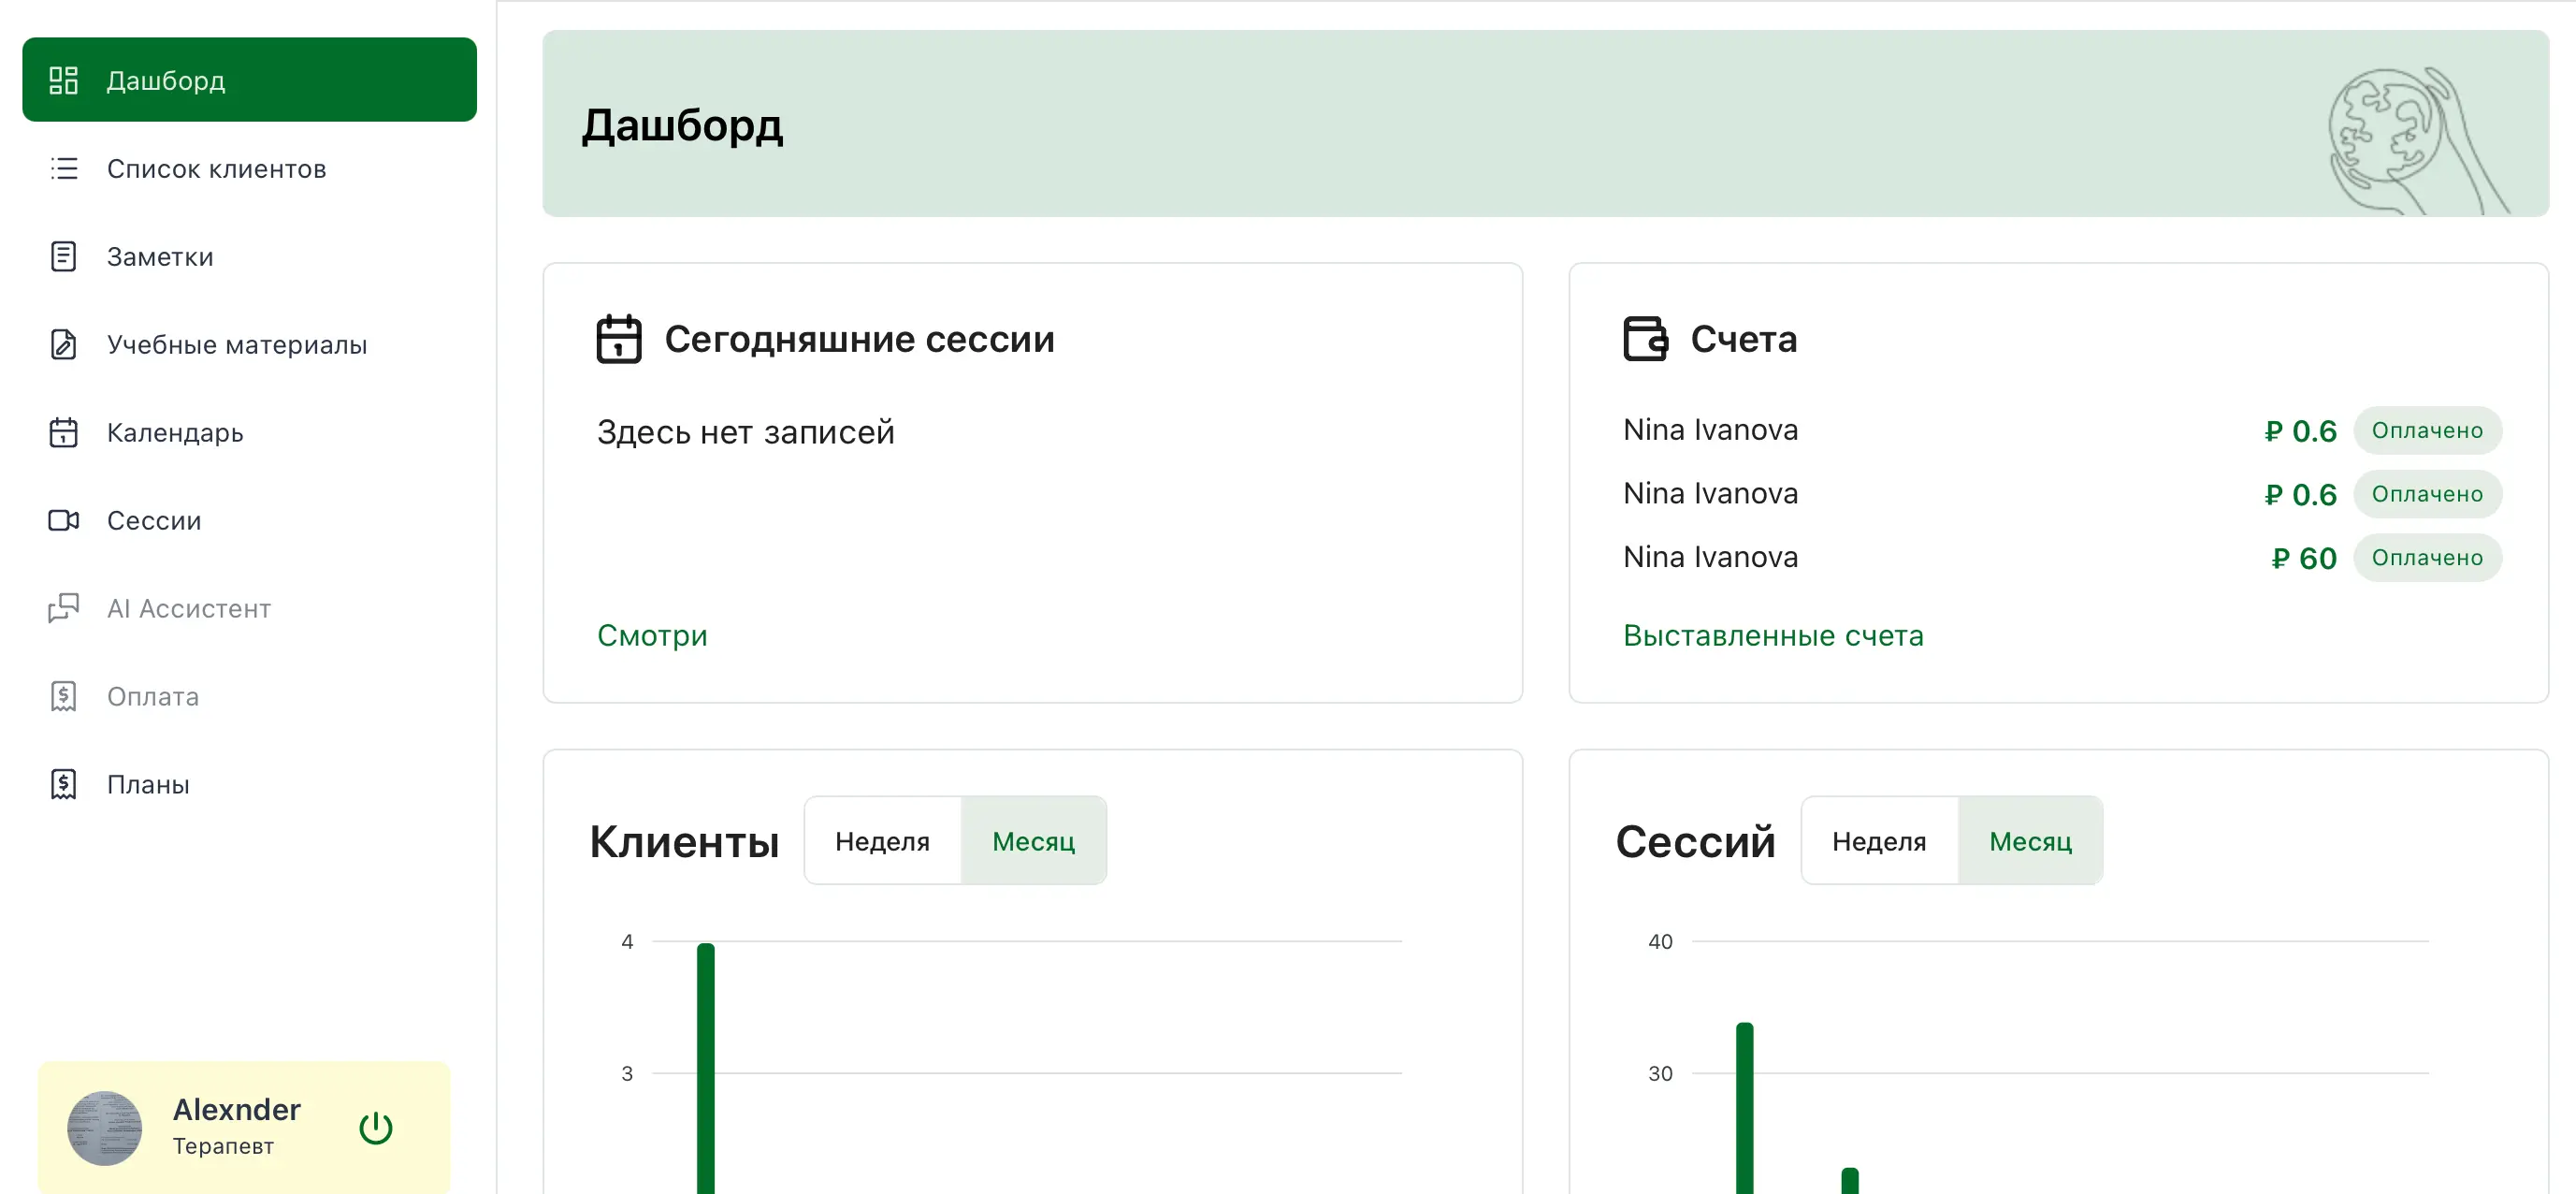 Дашборд
Список клиентов
Заметки
Учебные материалы
Календарь
Сессии
AI Ассистент
Оплата
Планы
Alexnder
Терапевт
Дашборд
Сегодняшние сессии
Здесь нет записей
Смотри
Счета
Nina Ivanova ₽ 0.6 Оплачено
Nina Ivanova ₽ 0.6 Оплачено
Nina Ivanova ₽ 60 Оплачено
Выставленные счета
Клиенты Неделя Месяц
4
3
Сессий Неделя Месяц
40
30